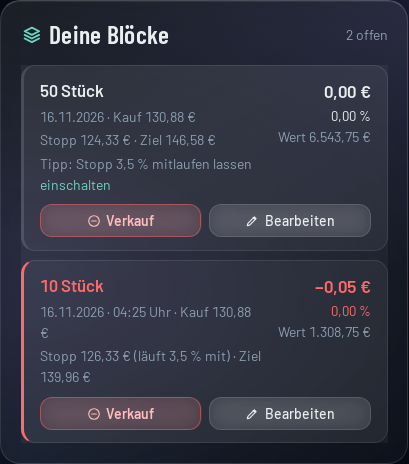 Deine Blöcke
2 offen
50 Stück
0,00 €
16.11.2026 · Kauf 130,88 €
0,00 %
Stopp 124,33 € · Ziel 146,58 €
Wert 6.543,75 €
Tipp: Stopp 3,5 % mitlaufen lassen
einschalten
Verkauf
Bearbeiten
10 Stück
−0,05 €
16.11.2026 · 04:25 Uhr · Kauf 130,88
€
0,00 %
Wert 1.308,75 €
Stopp 126,33 € (läuft 3,5 % mit) · Ziel
139,96 €
Verkauf
Bearbeiten